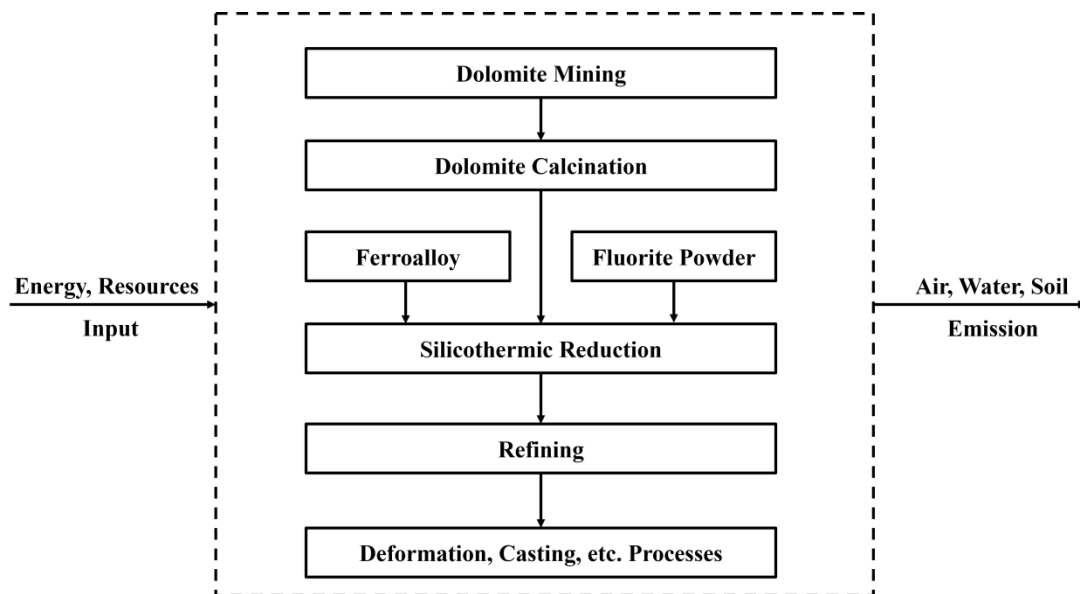 Dolomite Mining
Dolomite Calcination
Ferroalloy
Fluorite Powder
Energy, Resources
Input
Air, Water, Soil
Emission
Silicothermic Reduction
Refining
Deformation, Casting, etc. Processes